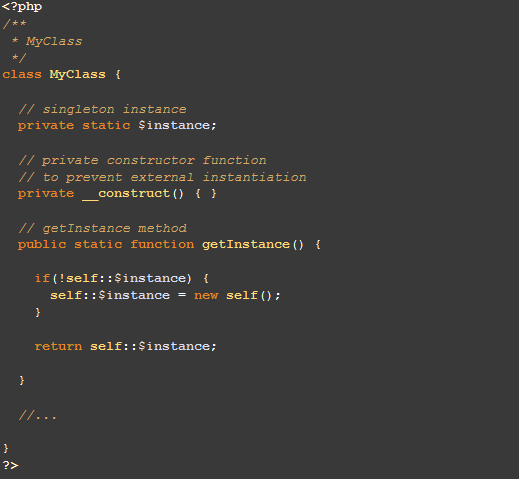 <?php
/**
 * MyClass
 */
class MyClass {
// singleton instance
private static $instance;
// private constructor function
// to prevent external instantiation
private __construct() { }
// getInstance method
public static function getInstance() {
if(!self::$instance) {
self::$instance = new self();
}
return self::$instance;
}
//...
}
?>